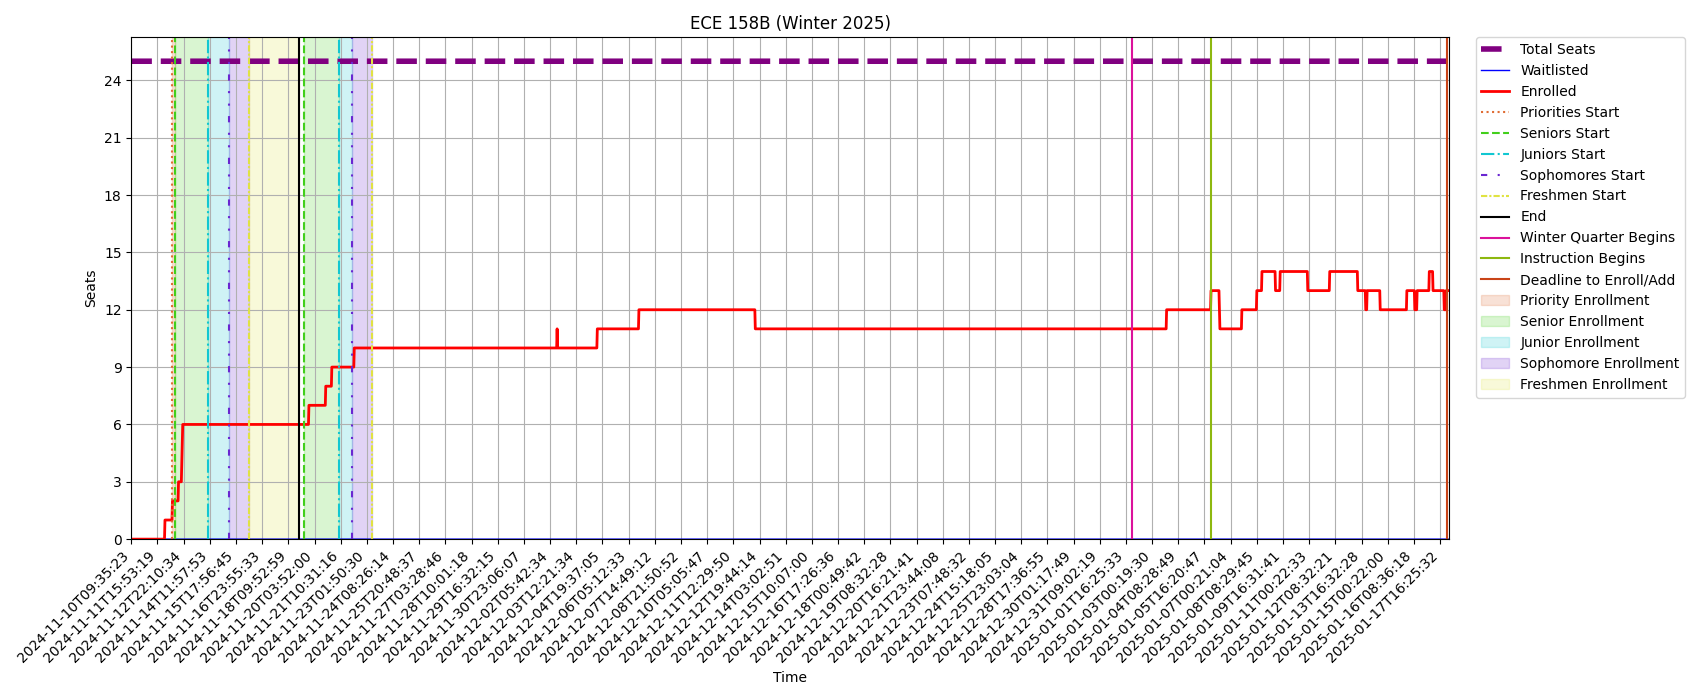 ECE 158B (Winter 2025)
Seats
24
21
18
15
12
9
6
3
0
2024-11-10T09:35:23
2024-11-11T15:53:19
2024-11-12T22:10:34
2024-11-14T11:57:53
2024-11-15T17:56:45
2024-11-16T23:55:33
2024-11-18T09:52:59
2024-11-20T03:52:00
2024-11-21T10:31:16
2024-11-23T01:50:30
2024-11-24T08:26:14
2024-11-25T20:48:37
2024-11-27T03:28:46
2024-11-28T10:01:18
2024-11-29T16:32:15
2024-11-30T23:06:07
2024-12-02T05:42:34
2024-12-03T12:21:34
2024-12-04T19:37:05
2024-12-06T05:12:33
2024-12-07T14:49:12
2024-12-08T21:50:52
2024-12-10T05:05:47
2024-12-11T12:29:50
2024-12-12T19:44:14
2024-12-14T03:02:51
2024-12-15T10:07:00
2024-12-16T17:26:36
2024-12-18T00:49:42
2024-12-19T08:32:28
2024-12-20T16:21:41
2024-12-21T23:44:08
2024-12-23T07:48:32
2024-12-24T15:18:05
2024-12-25T23:03:04
2024-12-28T17:36:55
2024-12-30T01:17:49
2024-12-31T09:02:19
2025-01-01T16:25:33
2025-01-03T00:19:30
2025-01-04T08:28:49
2025-01-05T16:20:47
2025-01-07T00:21:04
2025-01-08T08:29:45
2025-01-09T16:31:41
2025-01-11T00:22:33
2025-01-12T08:32:21
2025-01-13T16:32:28
2025-01-15T00:22:00
2025-01-16T08:36:18
2025-01-17T16:25:32
Time
Total Seats
Waitlisted
Enrolled
Priorities Start
Seniors Start
Juniors Start
Sophomores Start
Freshmen Start
End
Winter Quarter Begins
Instruction Begins
Deadline to Enroll/Add
Priority Enrollment
Senior Enrollment
Junior Enrollment
Sophomore Enrollment
Freshmen Enrollment